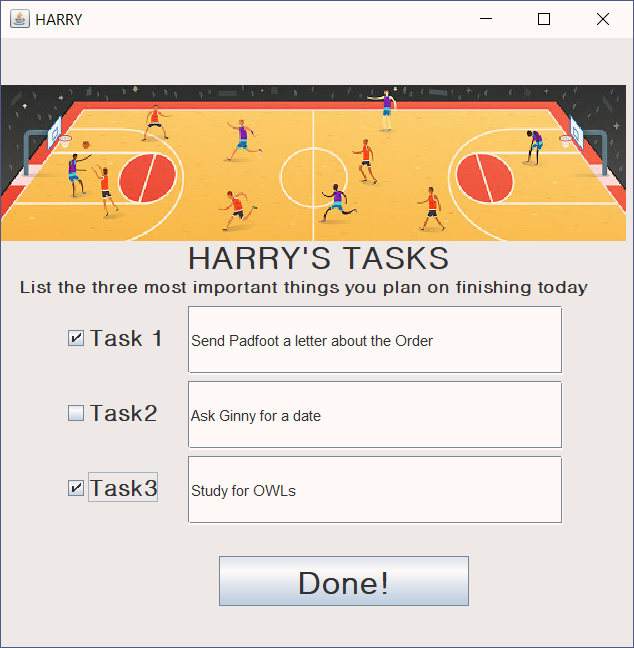 HARRY
HARRY'S TASKS
List the three most important things you plan on finishing today
Task 1
Send Padfoot a letter about the Order
Task2
Ask Ginny for a date
Task3
Study for OWLs
Done!